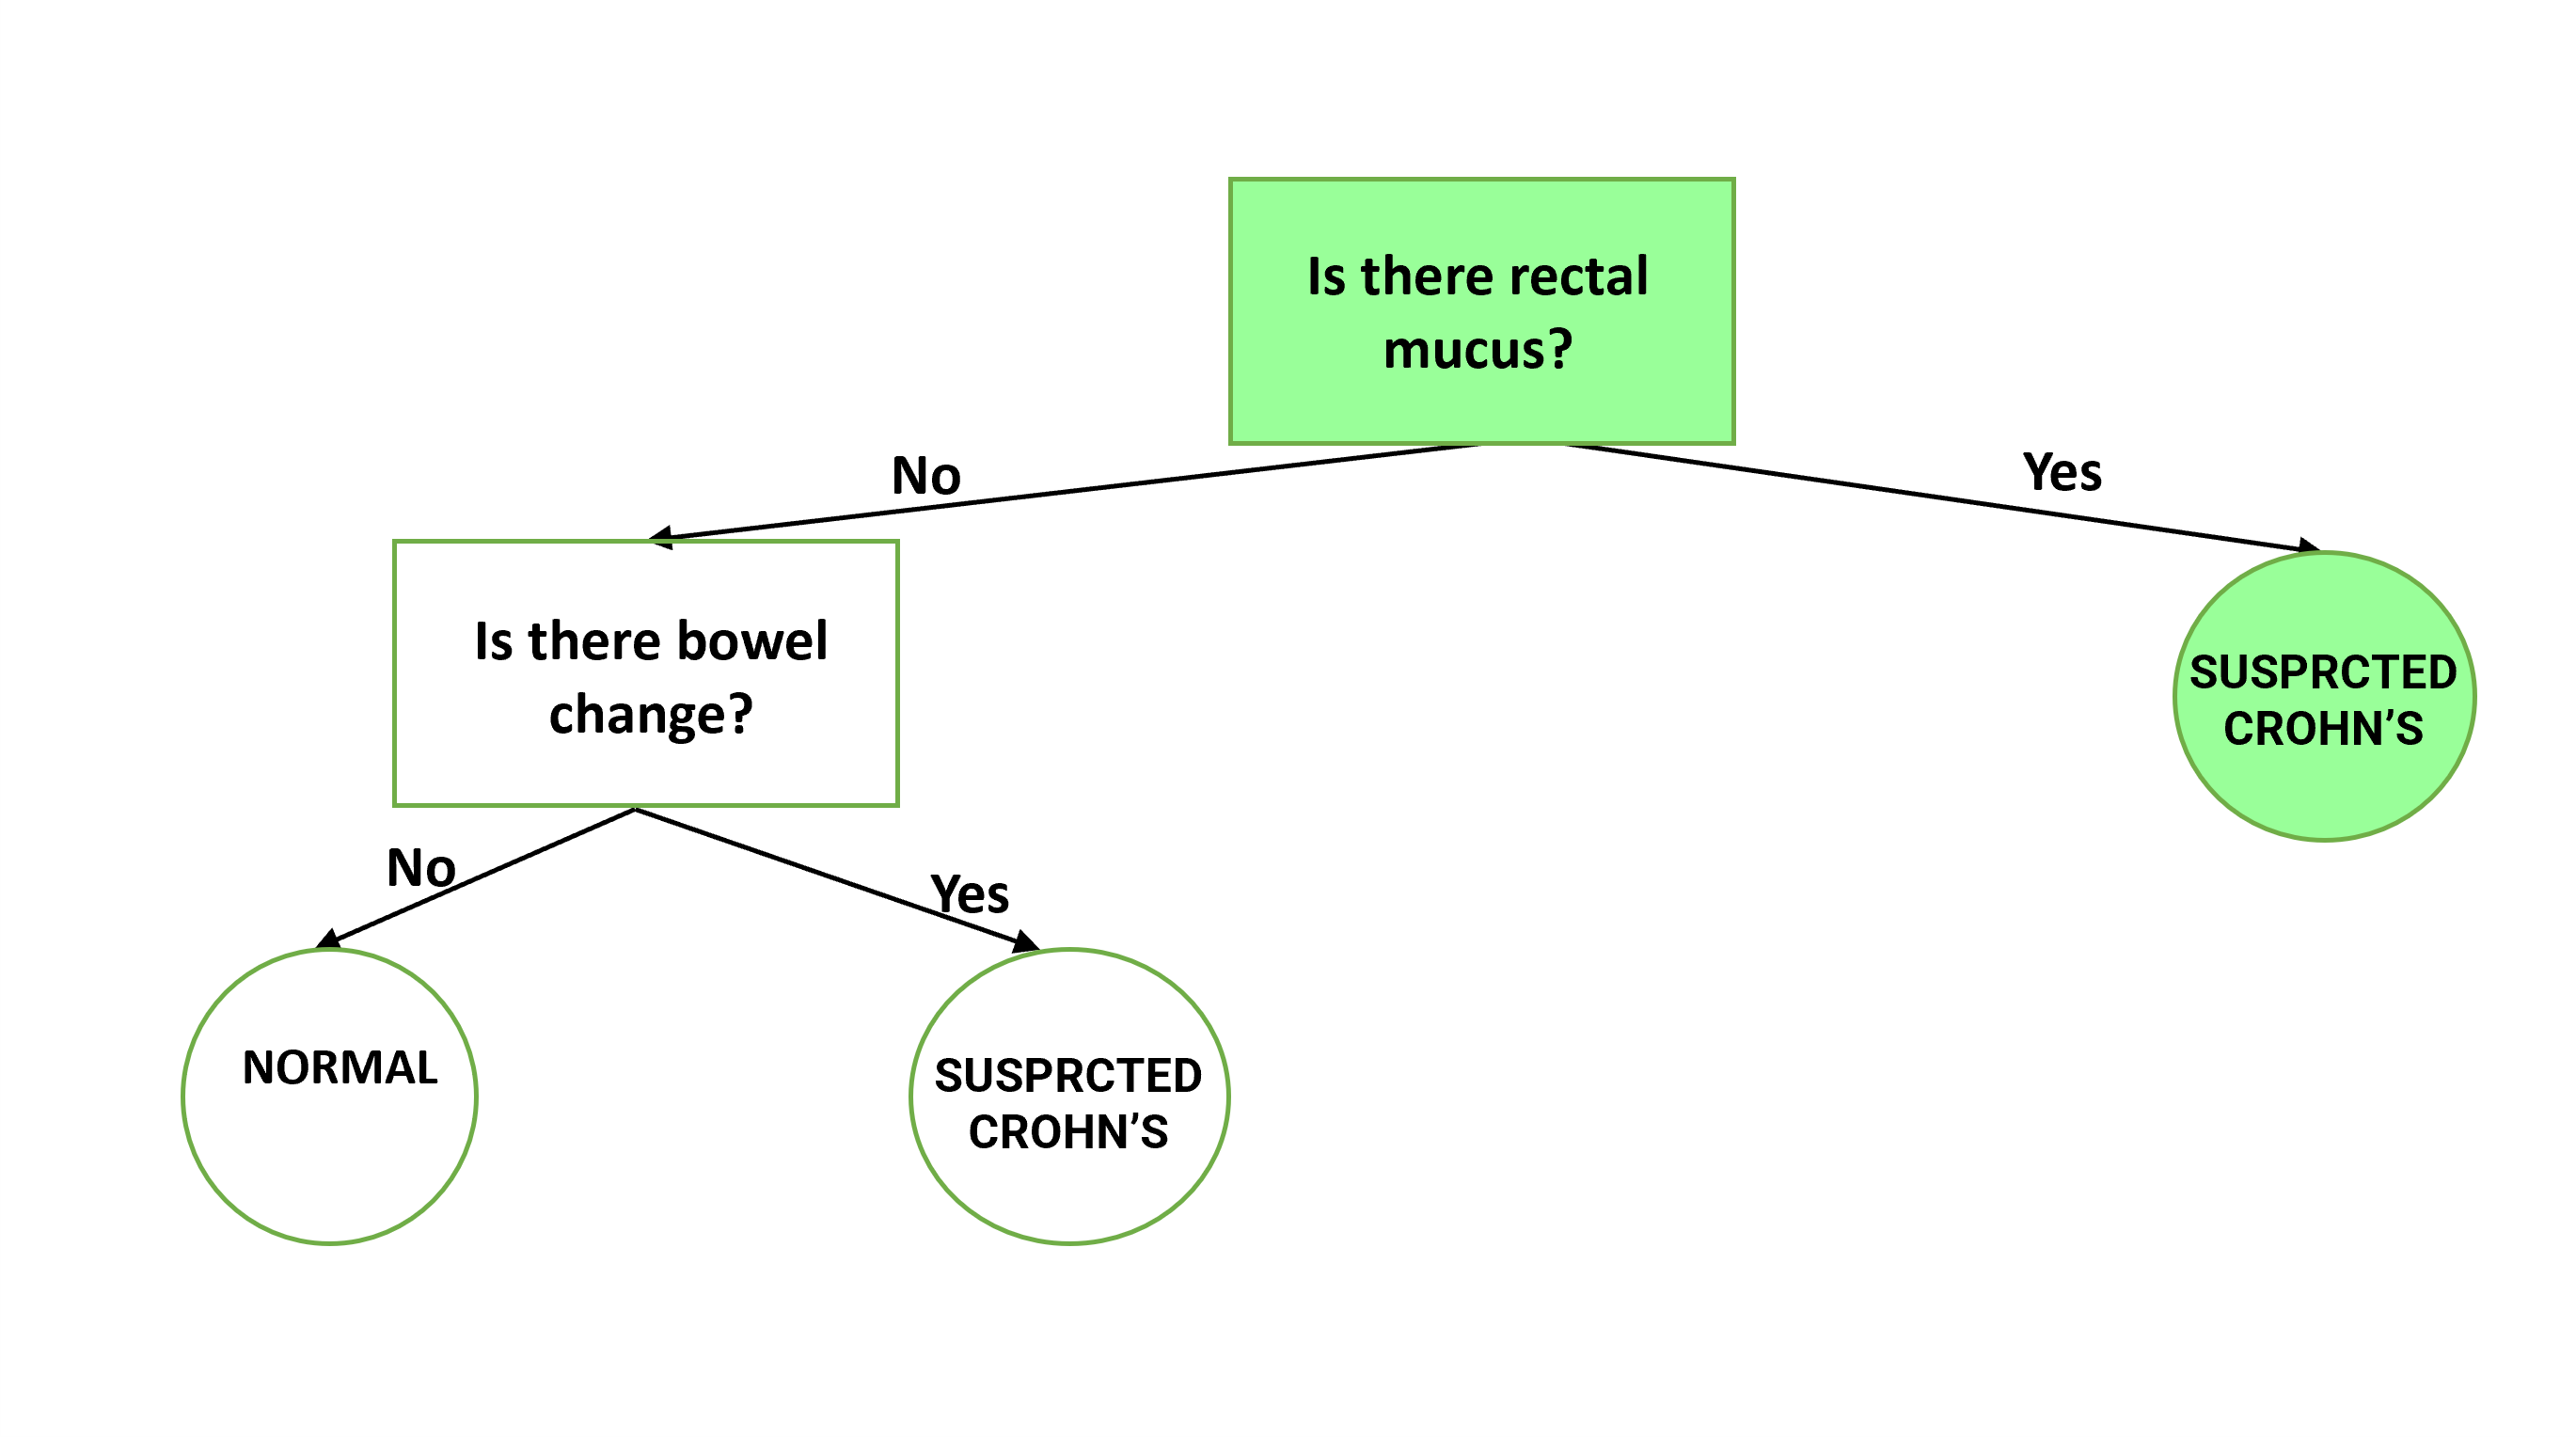 Is there rectal
mucus?
No
Yes
Is there bowel
change?
SUSPRCTED
CROHN’S
No
Yes
NORMAL
SUSPRCTED
CROHN’S